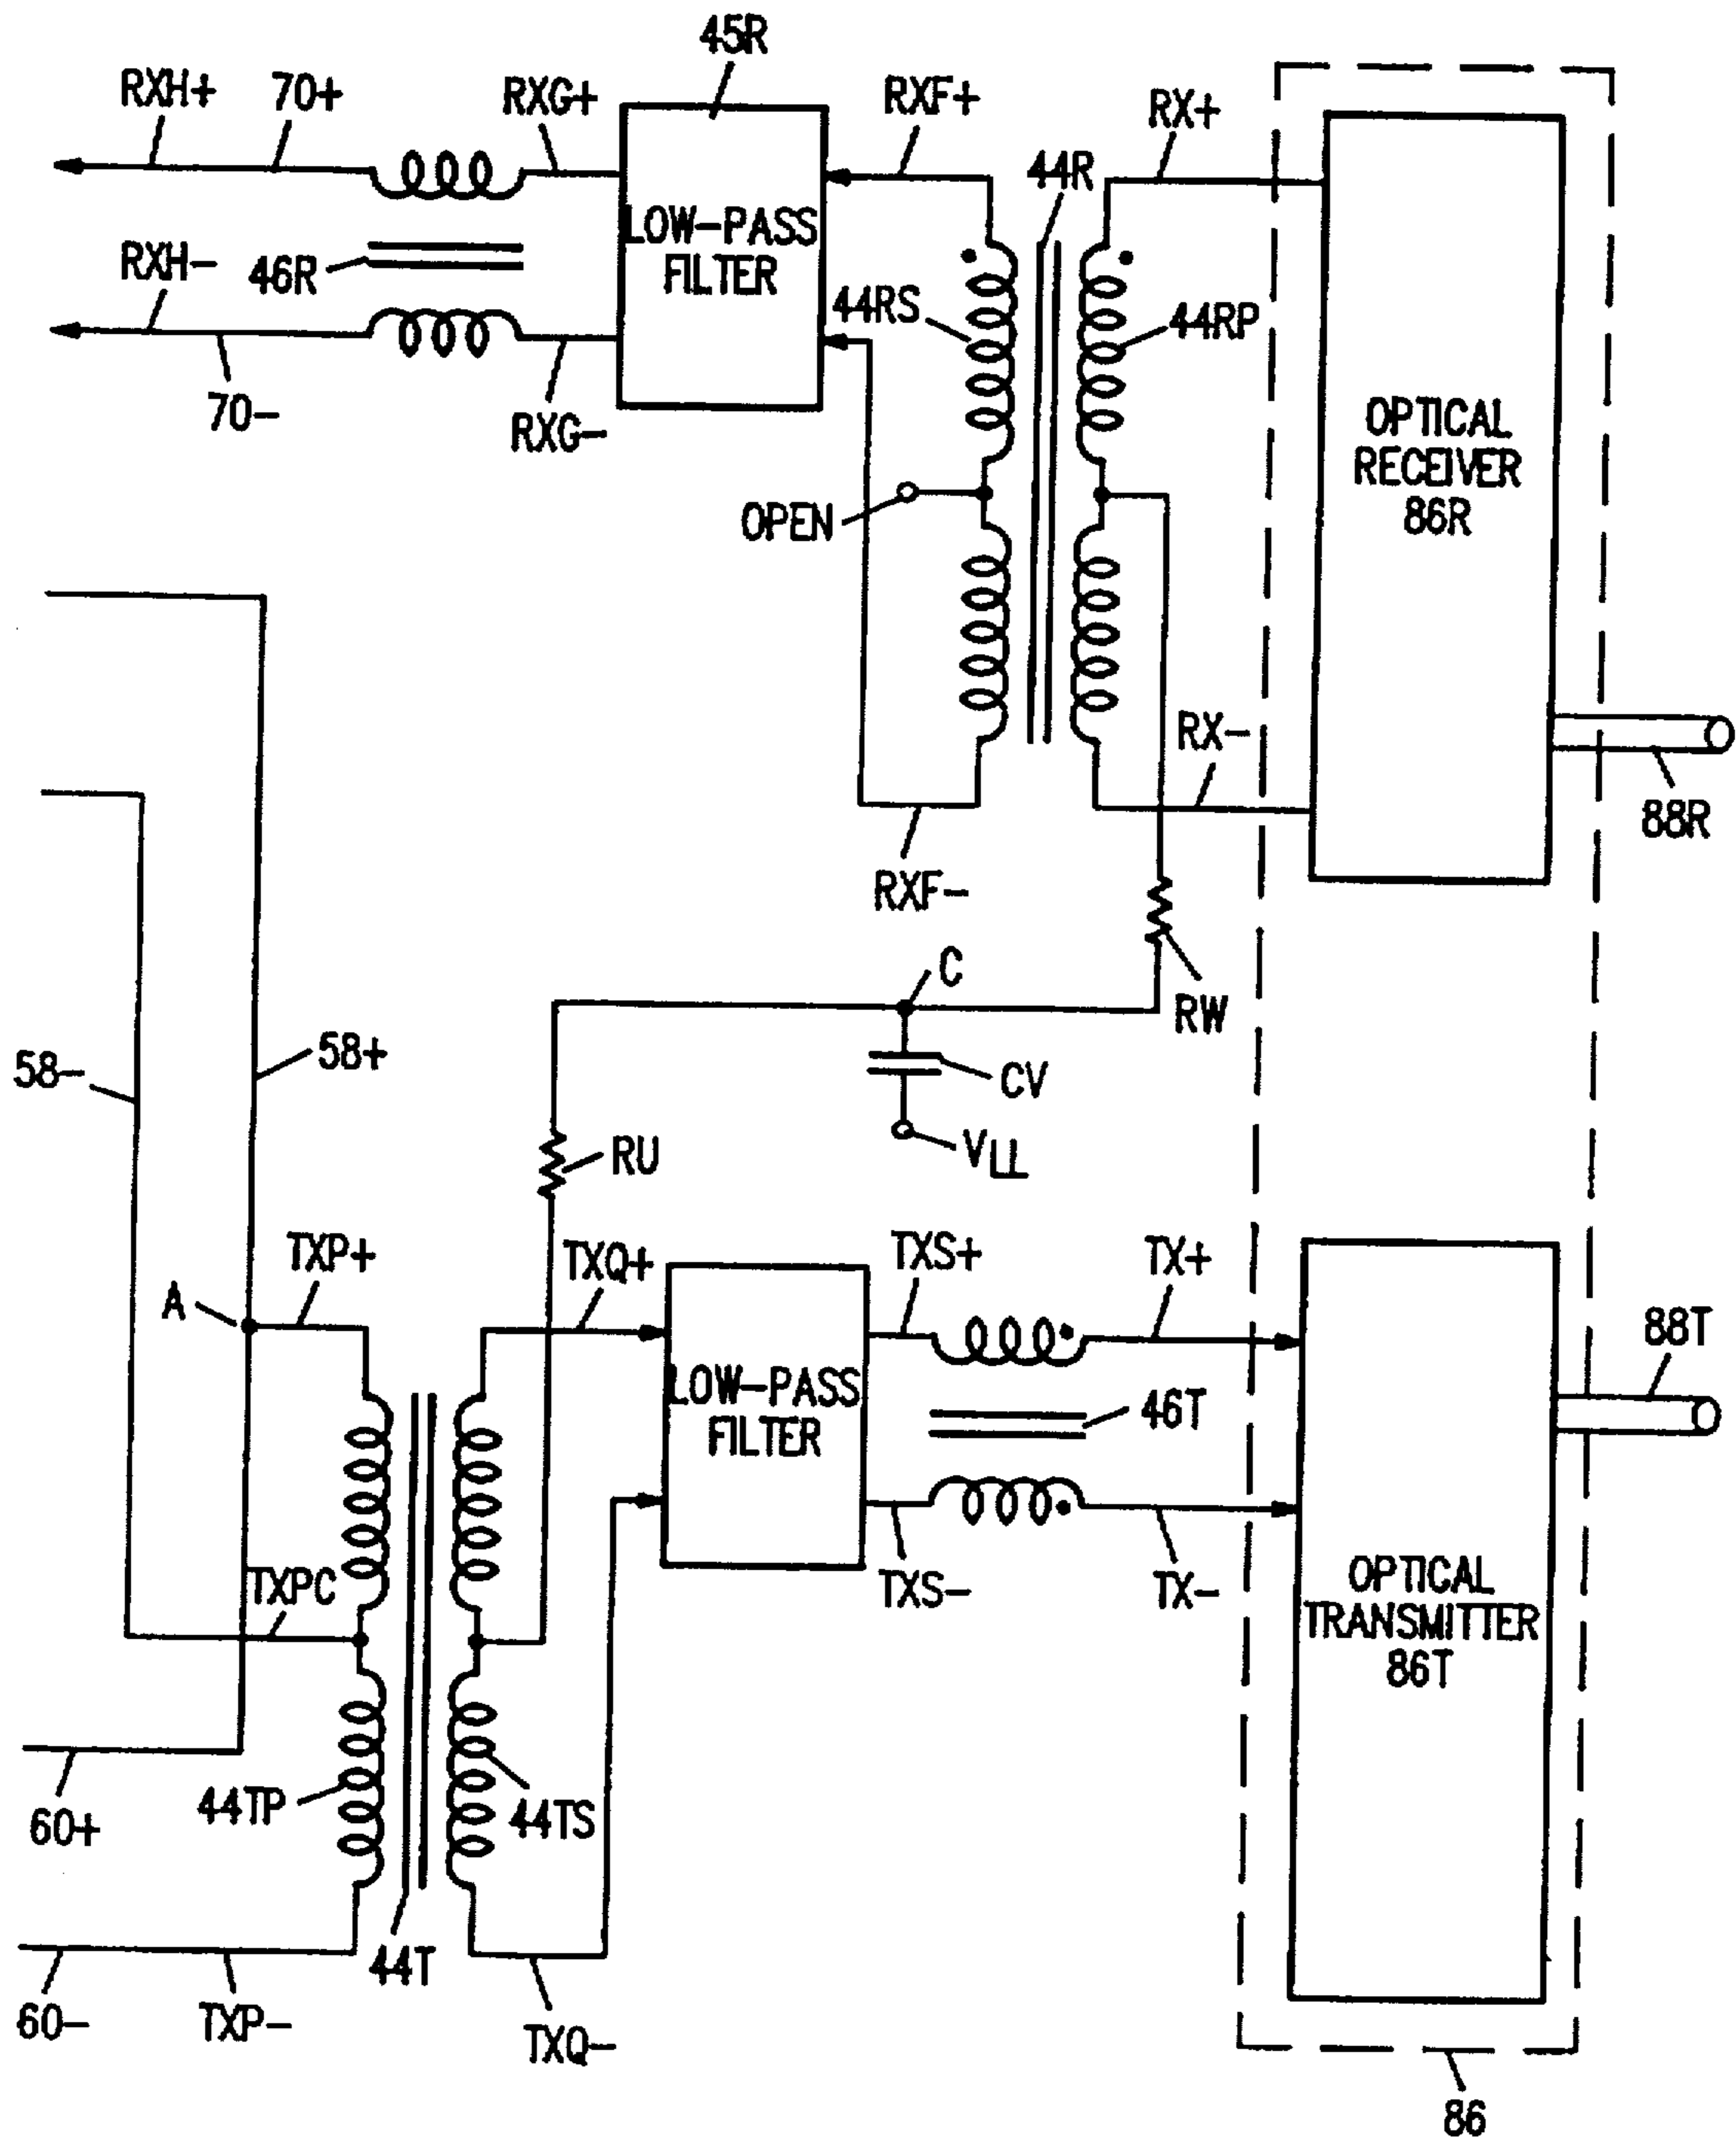 45R
RXH+
70+
RXG+
RXF+
RX+
44R
LOW-PASS
FILTER
RXH-
46R
44RS
44RP
70-
RXG-
OPTICAL
RECEIVER
86R
OPEN
RX-
88R
RXF-
C
RW
58-
58+
CV
RU
VLL
TXP+
TXQ+
TXS+
TX+
A
88T
LOW-PASS
FILTER
46T
TXPC
TXS-
TX-
OPTICAL
TRANSMITTER
86T
44TP
44TS
60+
44T
60-
TXP-
TXQ-
86